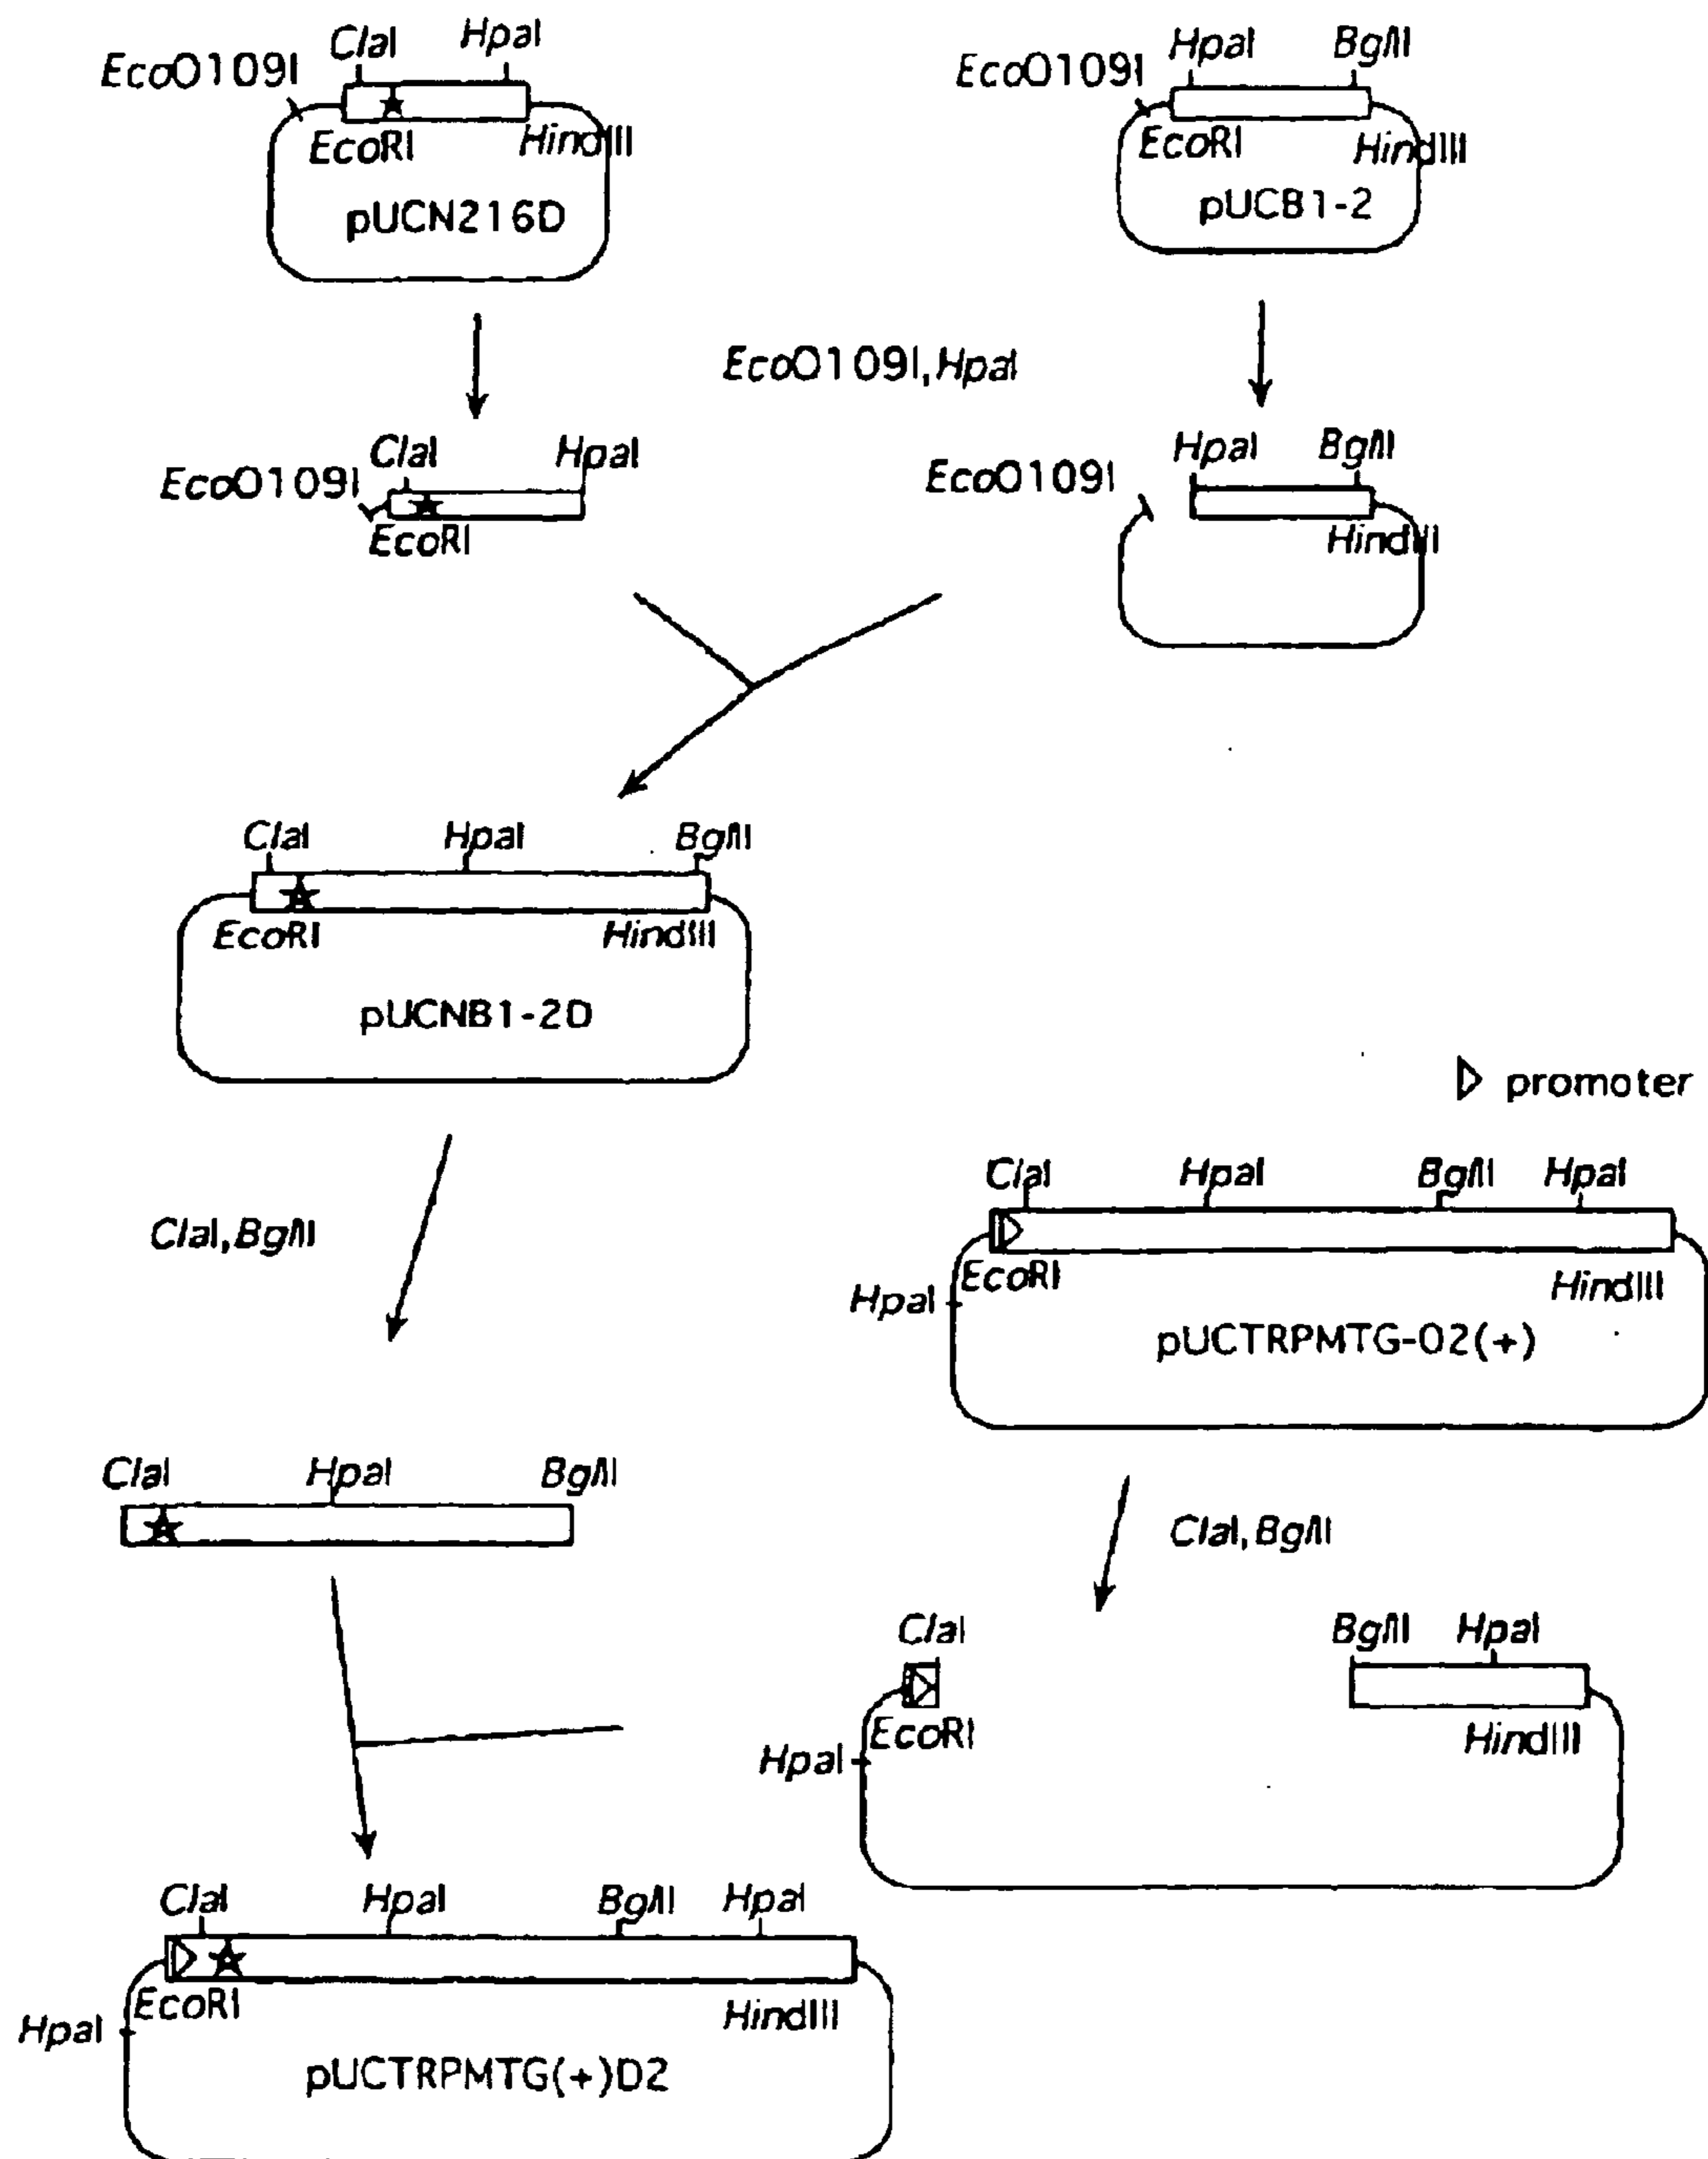 ClaI HpaI
EcoO109I
EcoRI HindIII
pUCN216D
HpaI BglII
EcoO109I
EcoRI HindIII
pUCB1-2
EcoO109I,HpaI
ClaI HpaI
EcoO109I
EcoRI
HpaI BglII
EcoO109I
HindIII
ClaI HpaI BglII
EcoRI HindIII
pUCNB1-2D
promoter
ClaI,BglII
ClaI HpaI BglII HpaI
EcoRI HindIII
HpaI
pUCTRPMTG-02(+)
ClaI HpaI BglII
ClaI,BglII
ClaI BglII HpaI
EcoRI HindIII
HpaI
ClaI HpaI BglII HpaI
EcoRI HindIII
HpaI
pUCTRPMTG(+)D2